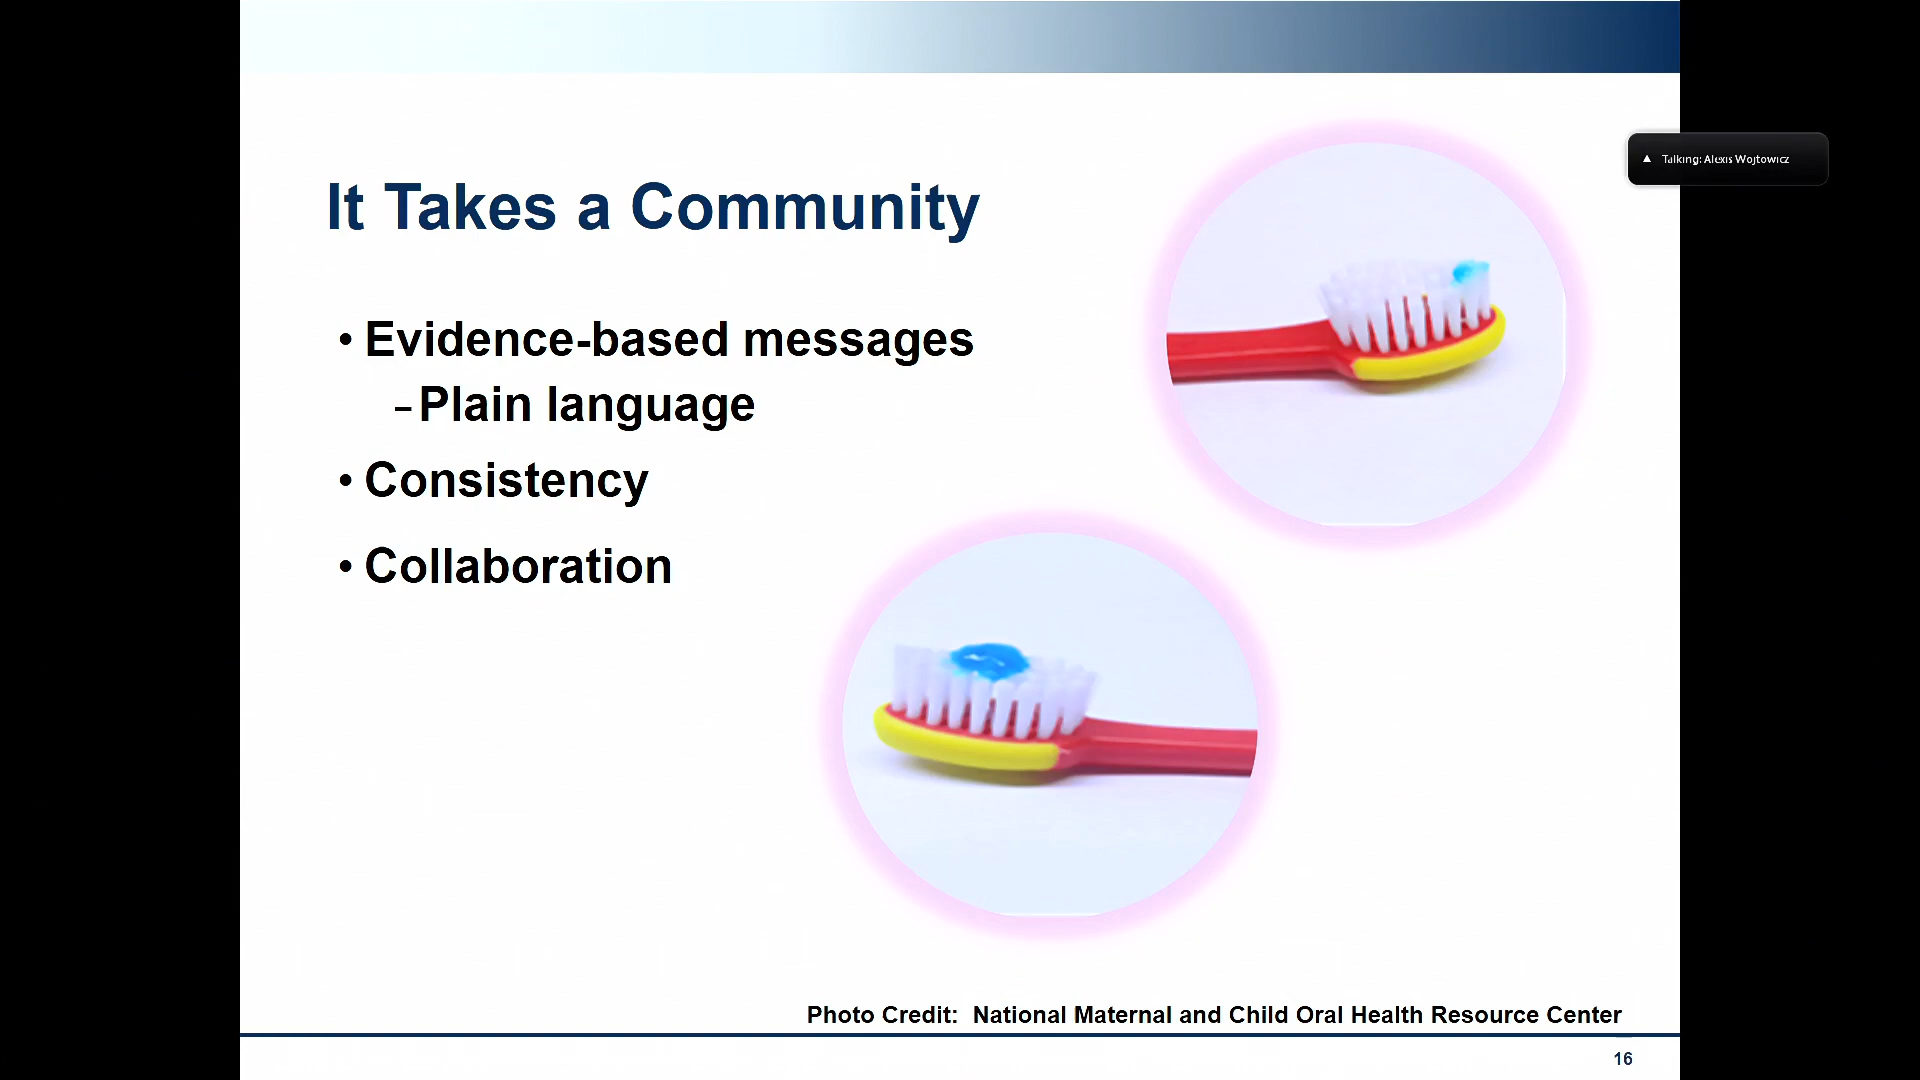 It Takes a Community
▲ Talking: Alexis Wojtowicz
• Evidence-based messages
– Plain language
• Consistency
• Collaboration
Photo Credit:  National Maternal and Child Oral Health Resource Center
16